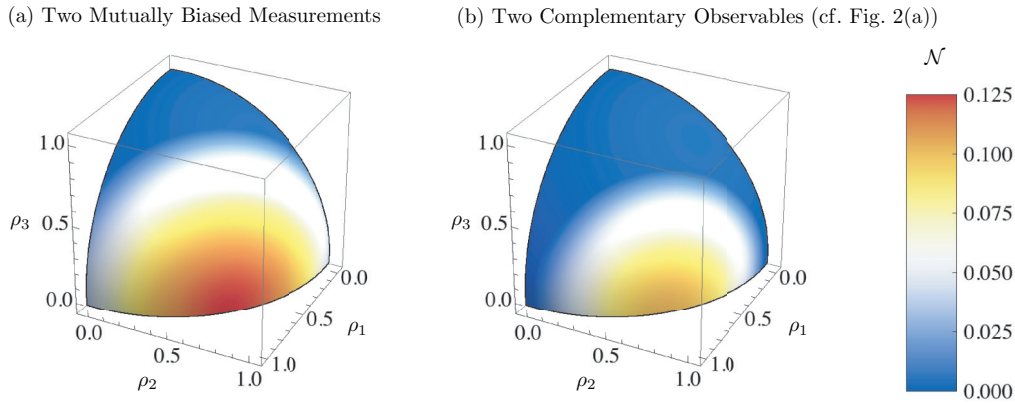 (a) Two Mutually Biased Measurements
(b) Two Complementary Observables (cf. Fig. 2(a))
𝒩
0.125
0.100
0.075
0.050
0.025
0.000
1.0
ρ₃ 0.5
0.0
0.0
0.5
1.0
ρ₂
0.0
0.5
1.0
ρ₁
1.0
ρ₃ 0.5
0.0
0.0
0.5
1.0
ρ₂
0.0
0.5
1.0
ρ₁